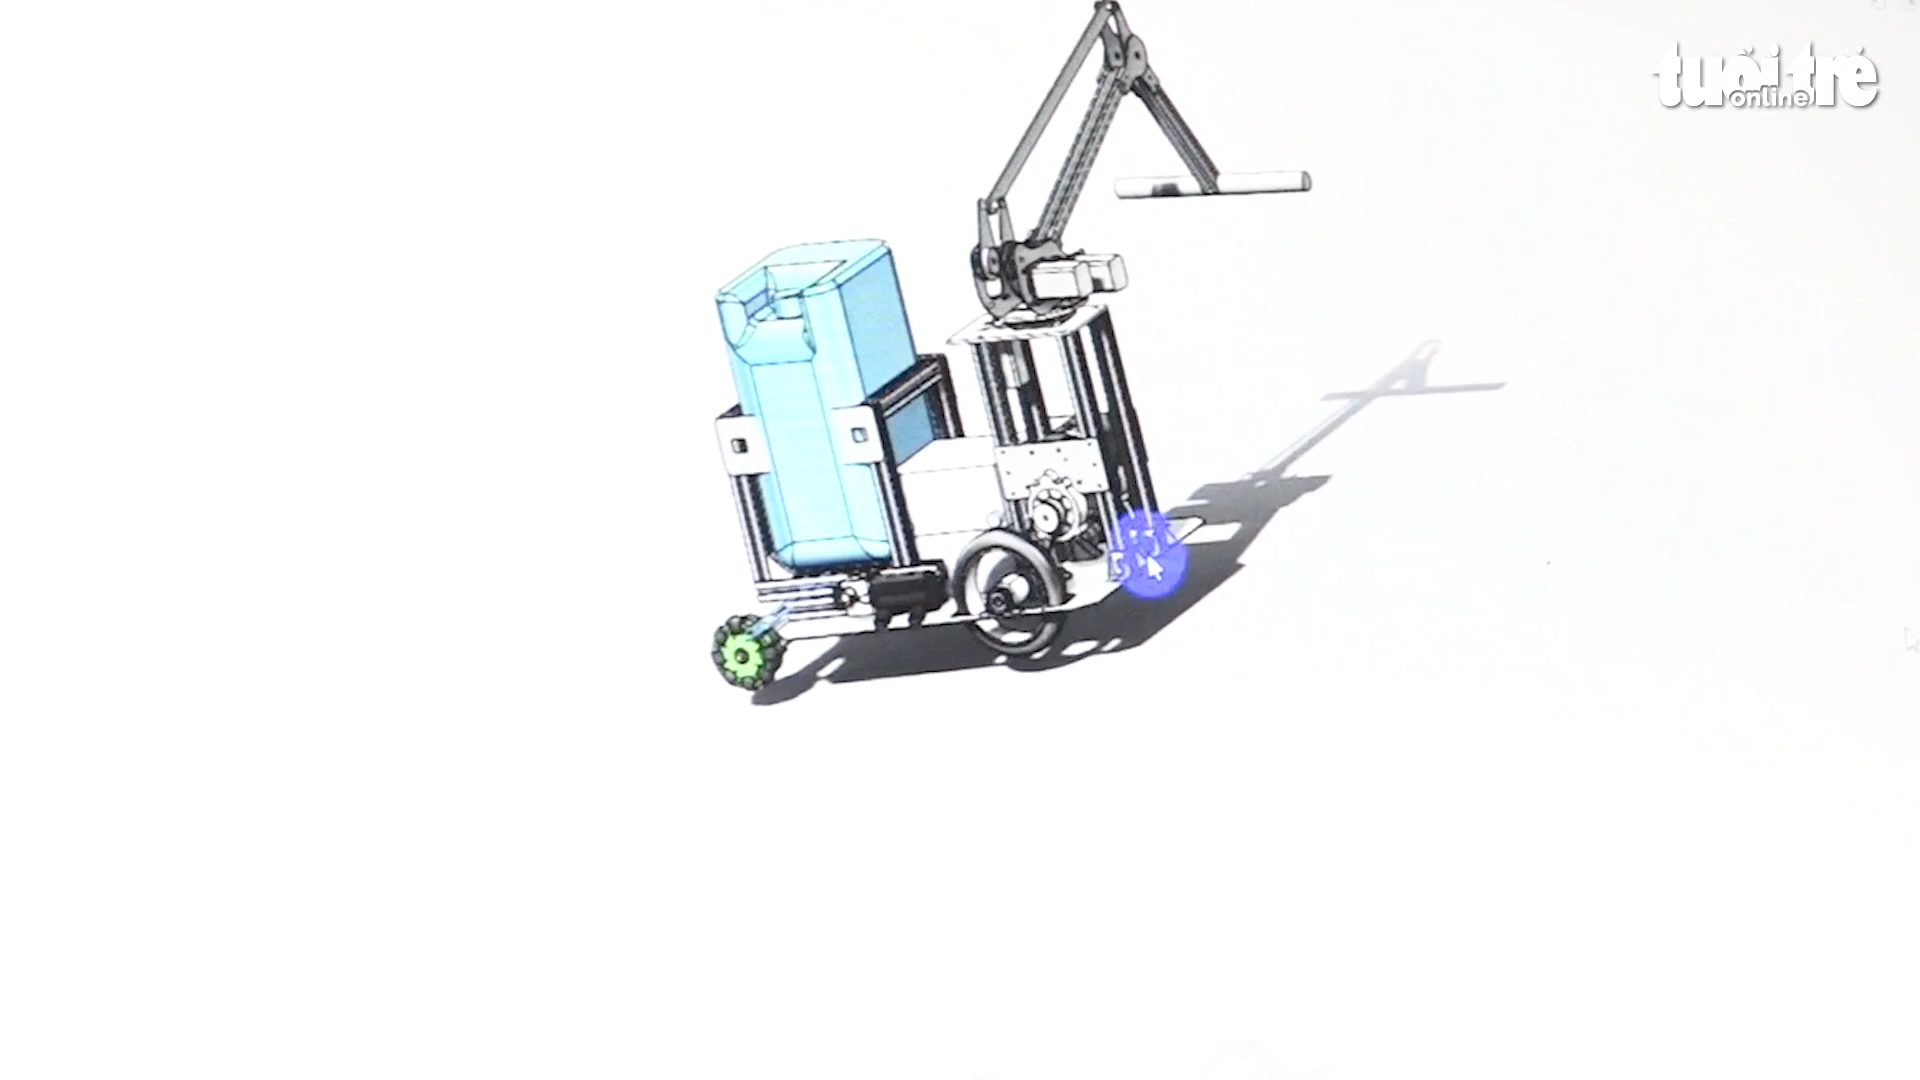 tuổi trẻ
online